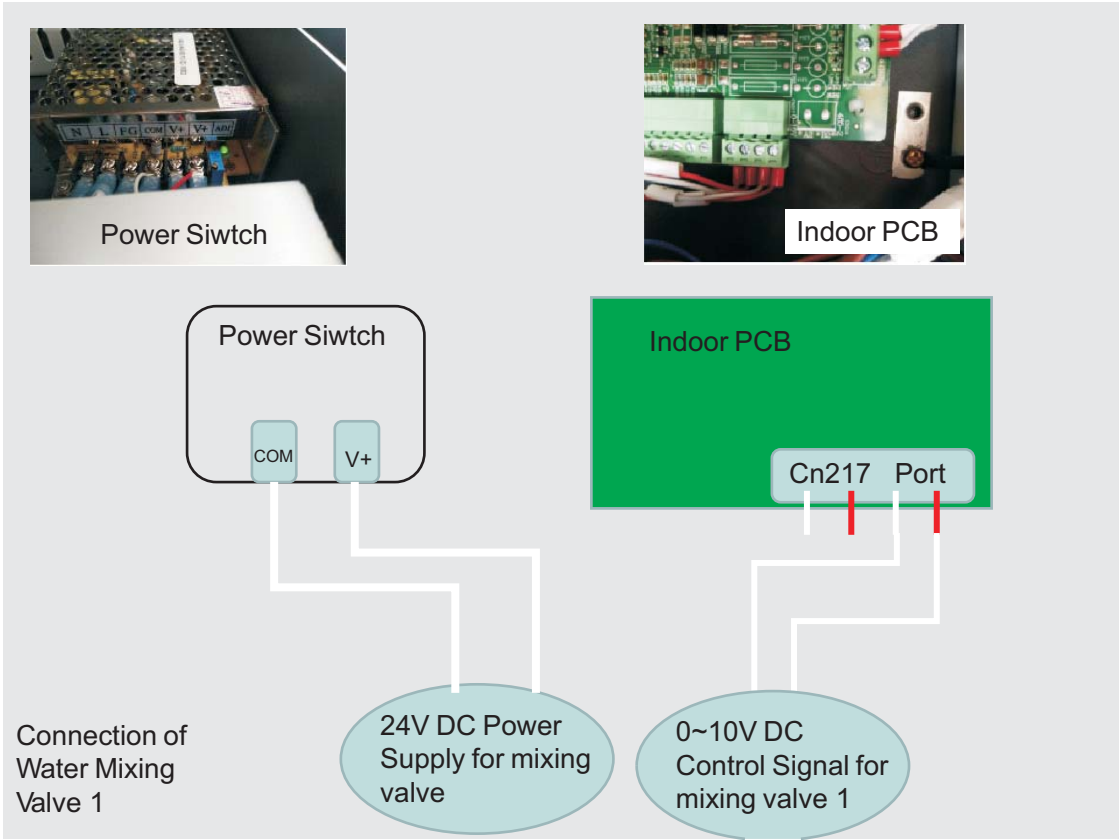 N L FG COM V+ V+ ADJ
Power Siwtch
Indoor PCB
Power Siwtch
COM
V+
Indoor PCB
Cn217 Port
24V DC Power
Supply for mixing
valve
0~10V DC
Control Signal for
mixing valve 1
Connection of
Water Mixing
Valve 1